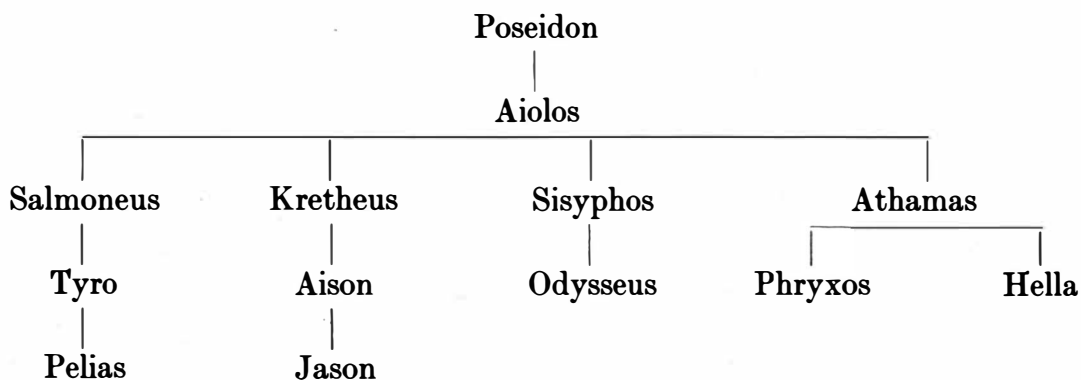 Poseidon
Aiolos
Salmoneus Kretheus Sisyphos Athamas
Tyro Aison Odysseus Phryxos Hella
Pelias Jason